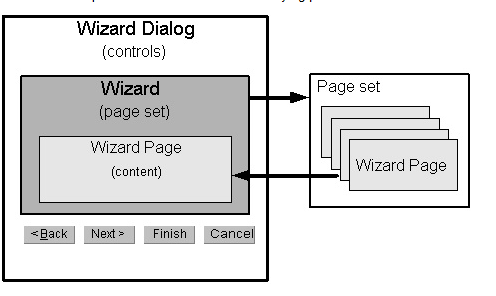 Wizard Dialog
(controls)
Wizard
(page set)
Wizard Page
(content)
< Back
Next >
Finish
Cancel
Page set
Wizard Page